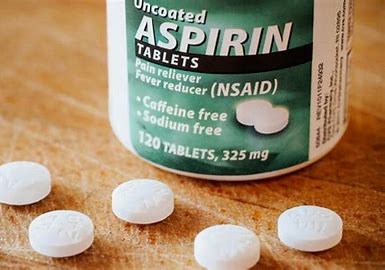 Uncoated
ASPIRIN
TABLETS
Pain reliever
Fever reducer (NSAID)
• Caffeine free
• Sodium free
120 TABLETS, 325 mg